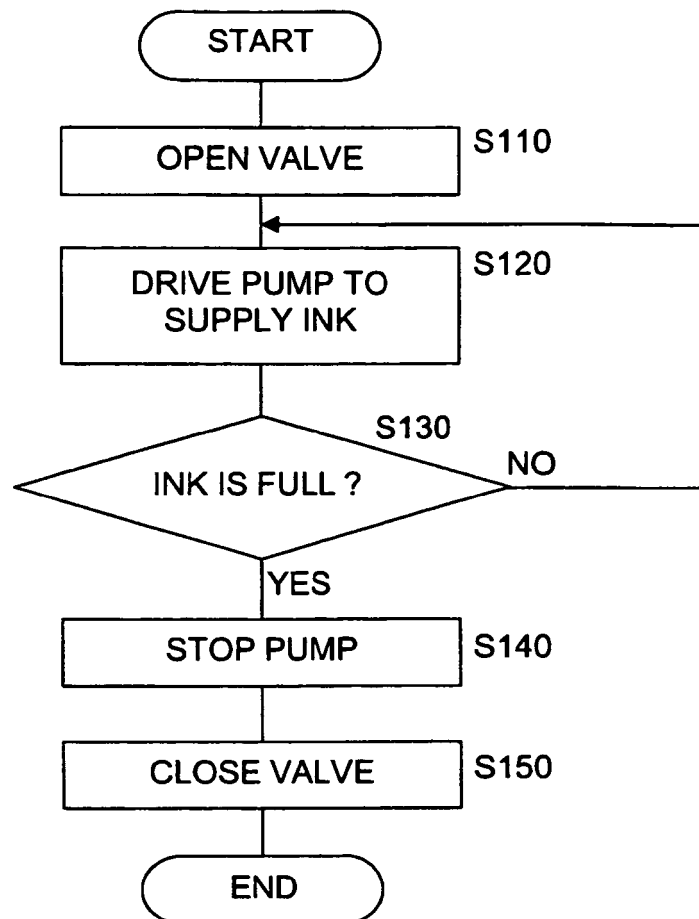 START
OPEN VALVE
S110
DRIVE PUMP TO
SUPPLY INK
S120
S130
INK IS FULL ?
NO
YES
STOP PUMP
S140
CLOSE VALVE
S150
END